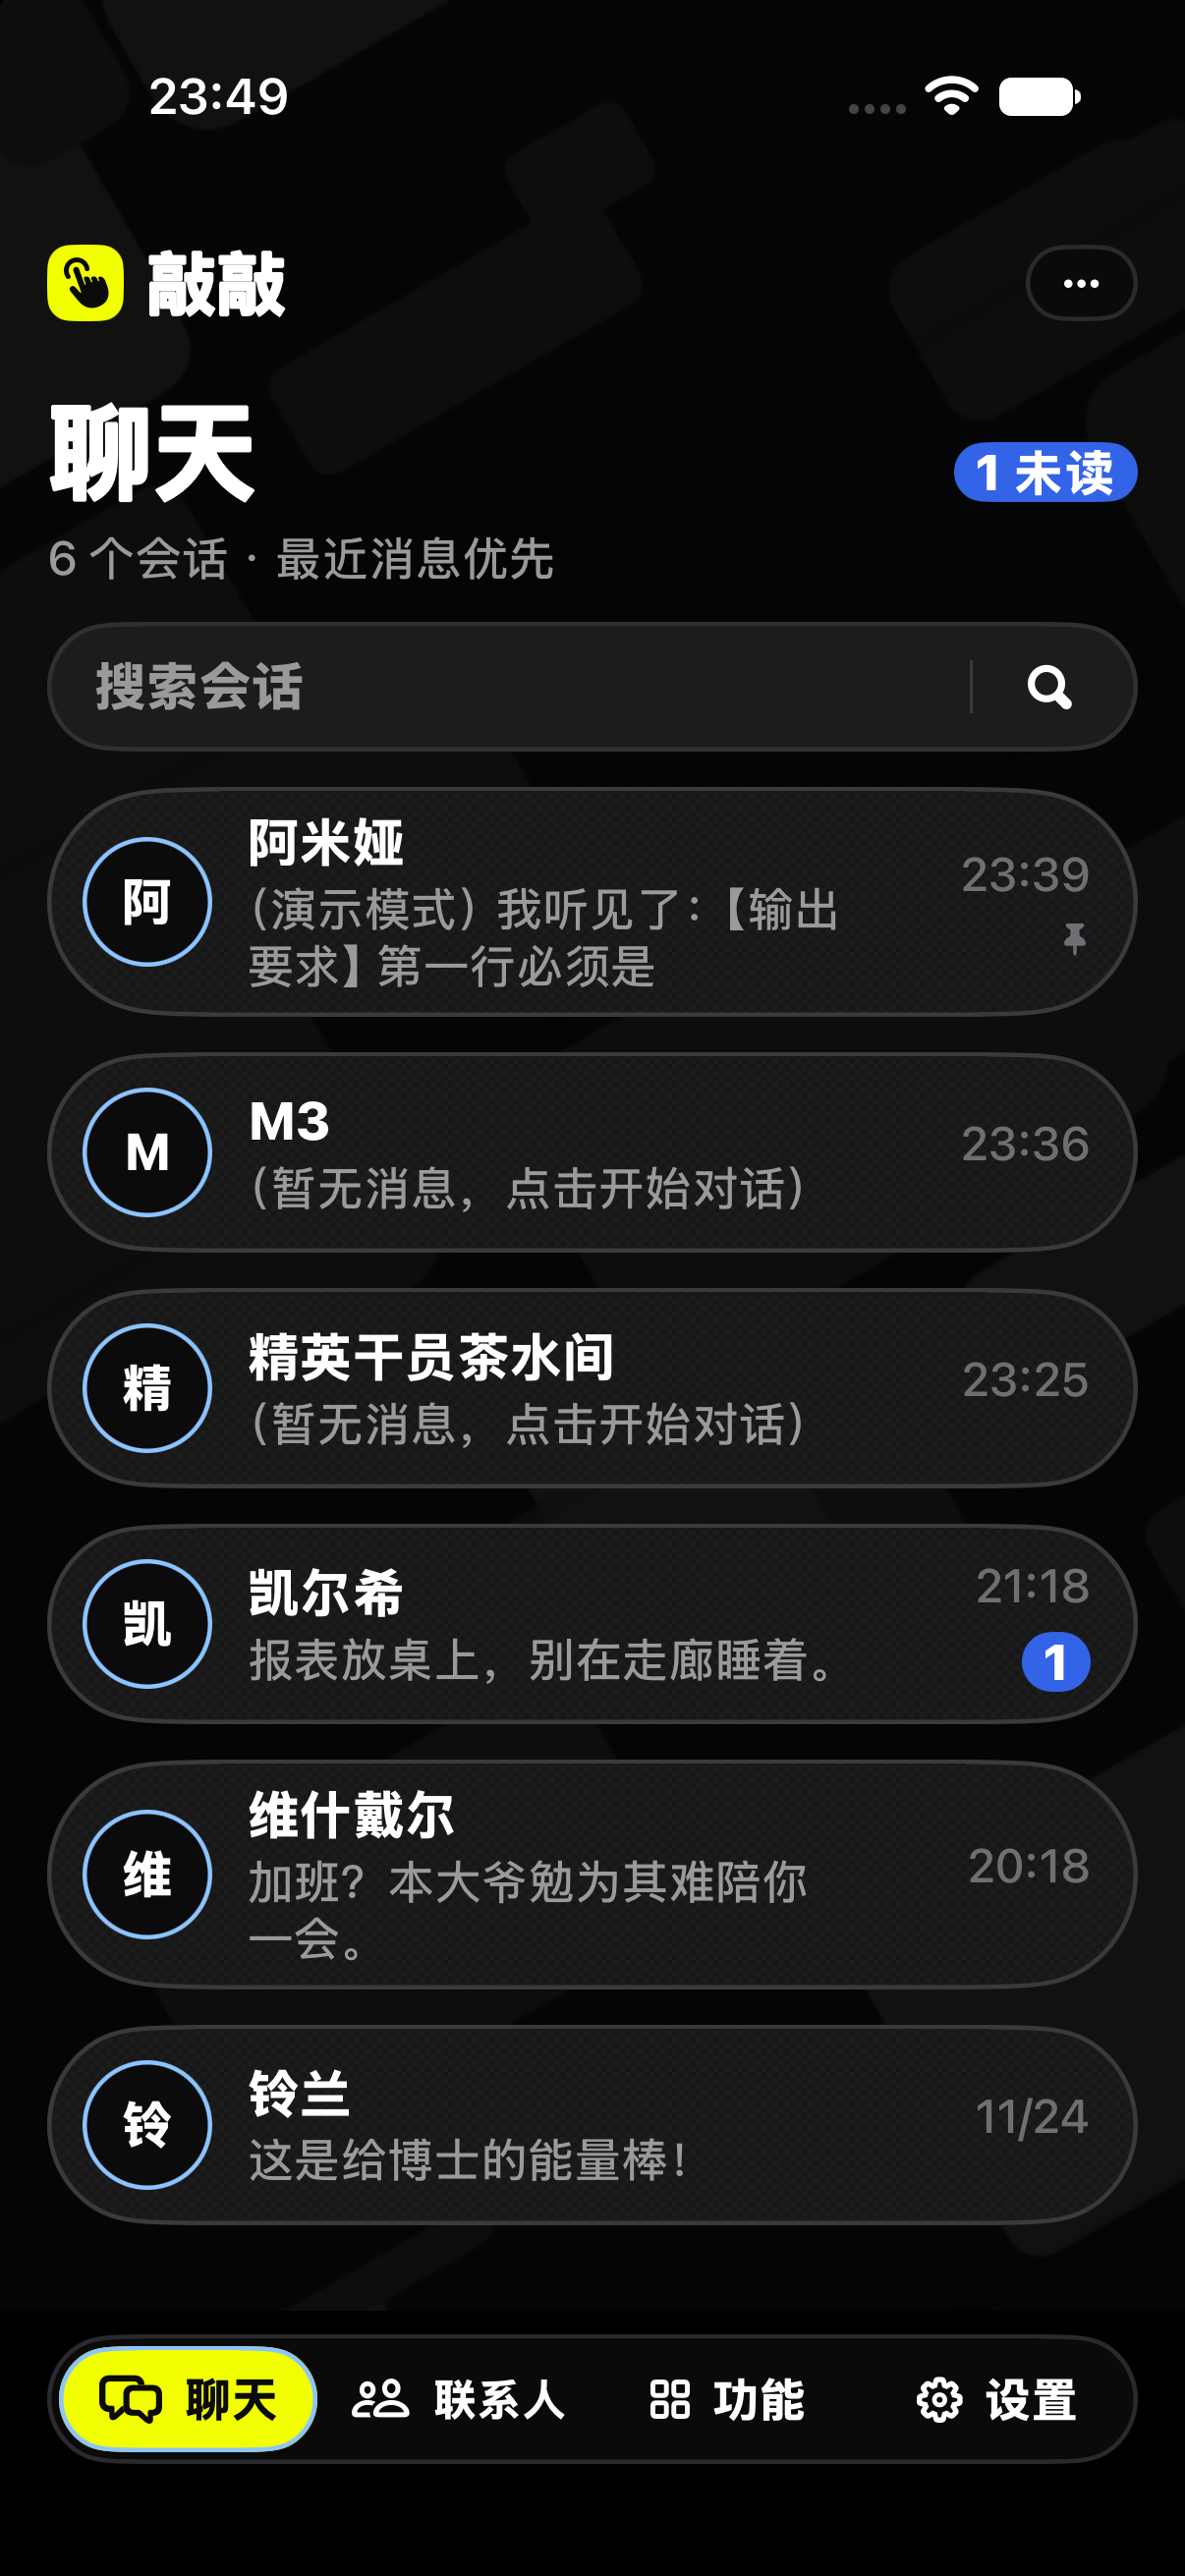 23:49
敲敲
聊天
1 未读
6 个会话 · 最近消息优先
搜索会话
阿
阿米娅
23:39
（演示模式）我听见了：【输出
要求】第一行必须是
M
M3
23:36
（暂无消息，点击开始对话）
精
精英干员茶水间
23:25
（暂无消息，点击开始对话）
凯
凯尔希
21:18
报表放桌上，别在走廊睡着。
1
维
维什戴尔
20:18
加班？本大爷勉为其难陪你
一会。
铃
铃兰
11/24
这是给博士的能量棒！
聊天
联系人
功能
设置